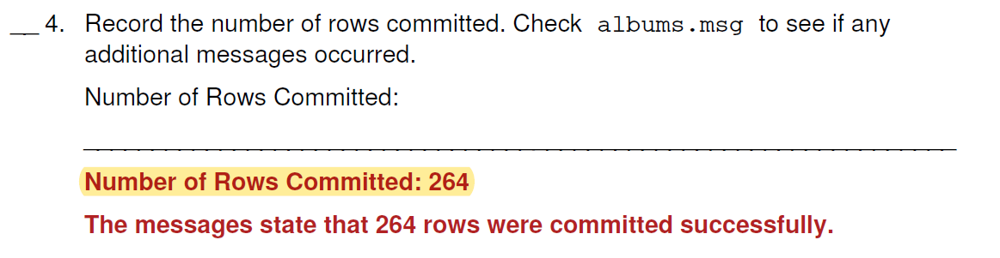 __ 4. Record the number of rows committed. Check albums.msg to see if any
additional messages occurred.
Number of Rows Committed:
Number of Rows Committed: 264
The messages state that 264 rows were committed successfully.